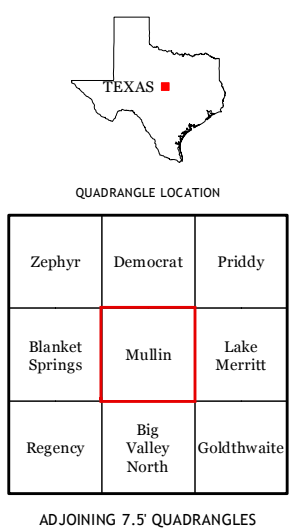 TEXAS
QUADRANGLE LOCATION
Zephyr
Democrat
Priddy
Blanket
Springs
Mullin
Lake
Merritt
Regency
Big
Valley
North
Goldthwaite
ADJOINING 7.5' QUADRANGLES